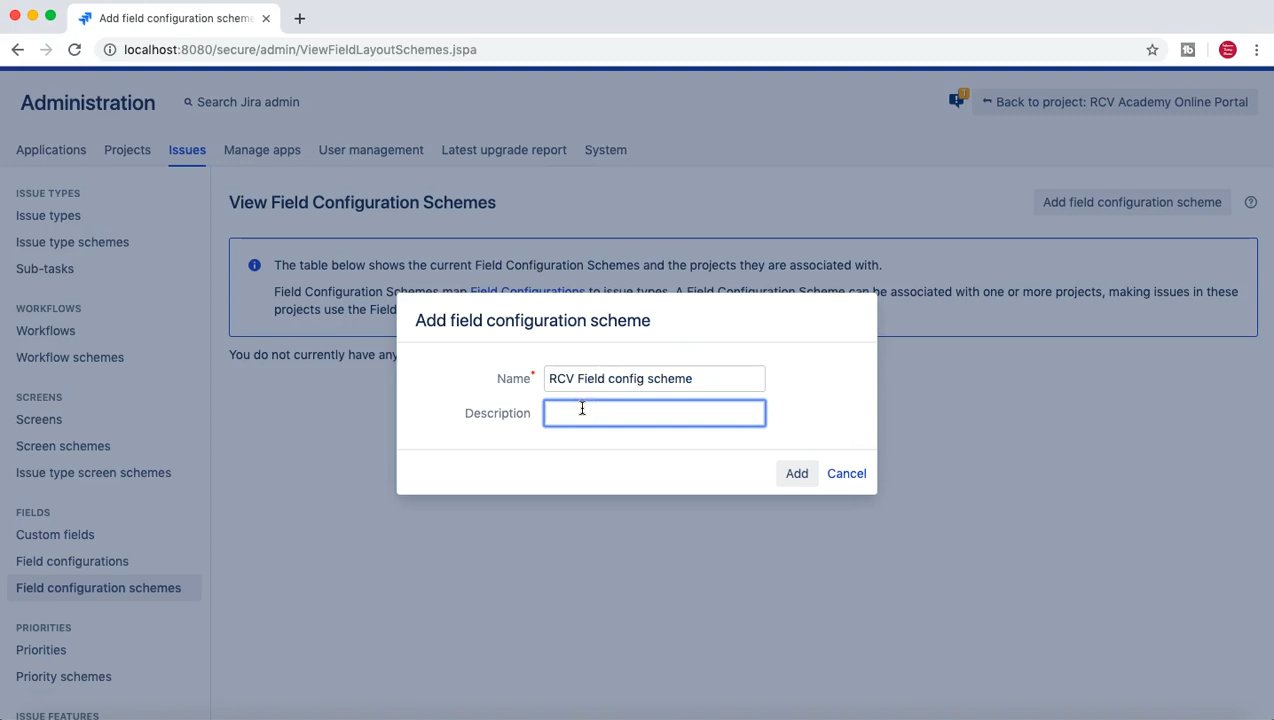 Add field configuration scheme
localhost:8080/secure/admin/ViewFieldLayoutSchemes.jspa
Administration
Search Jira admin
Back to project: RCV Academy Online Portal
Applications Projects Issues Manage apps User management Latest upgrade report System
ISSUE TYPES
Issue types
Issue type schemes
Sub-tasks
WORKFLOWS
Workflows
Workflow schemes
SCREENS
Screens
Screen schemes
Issue type screen schemes
FIELDS
Custom fields
Field configurations
Field configuration schemes
PRIORITIES
Priorities
Priority schemes
ISSUE FEATURES
View Field Configuration Schemes
Add field configuration scheme
The table below shows the current Field Configuration Schemes and the projects they are associated with.
Field Configuration Schemes map Field Configurations to issue types. A Field Configuration Scheme can be associated with one or more projects, making issues in these
projects use the Field
You do not currently have any
Add field configuration scheme
Name* RCV Field config scheme
Description
Add Cancel